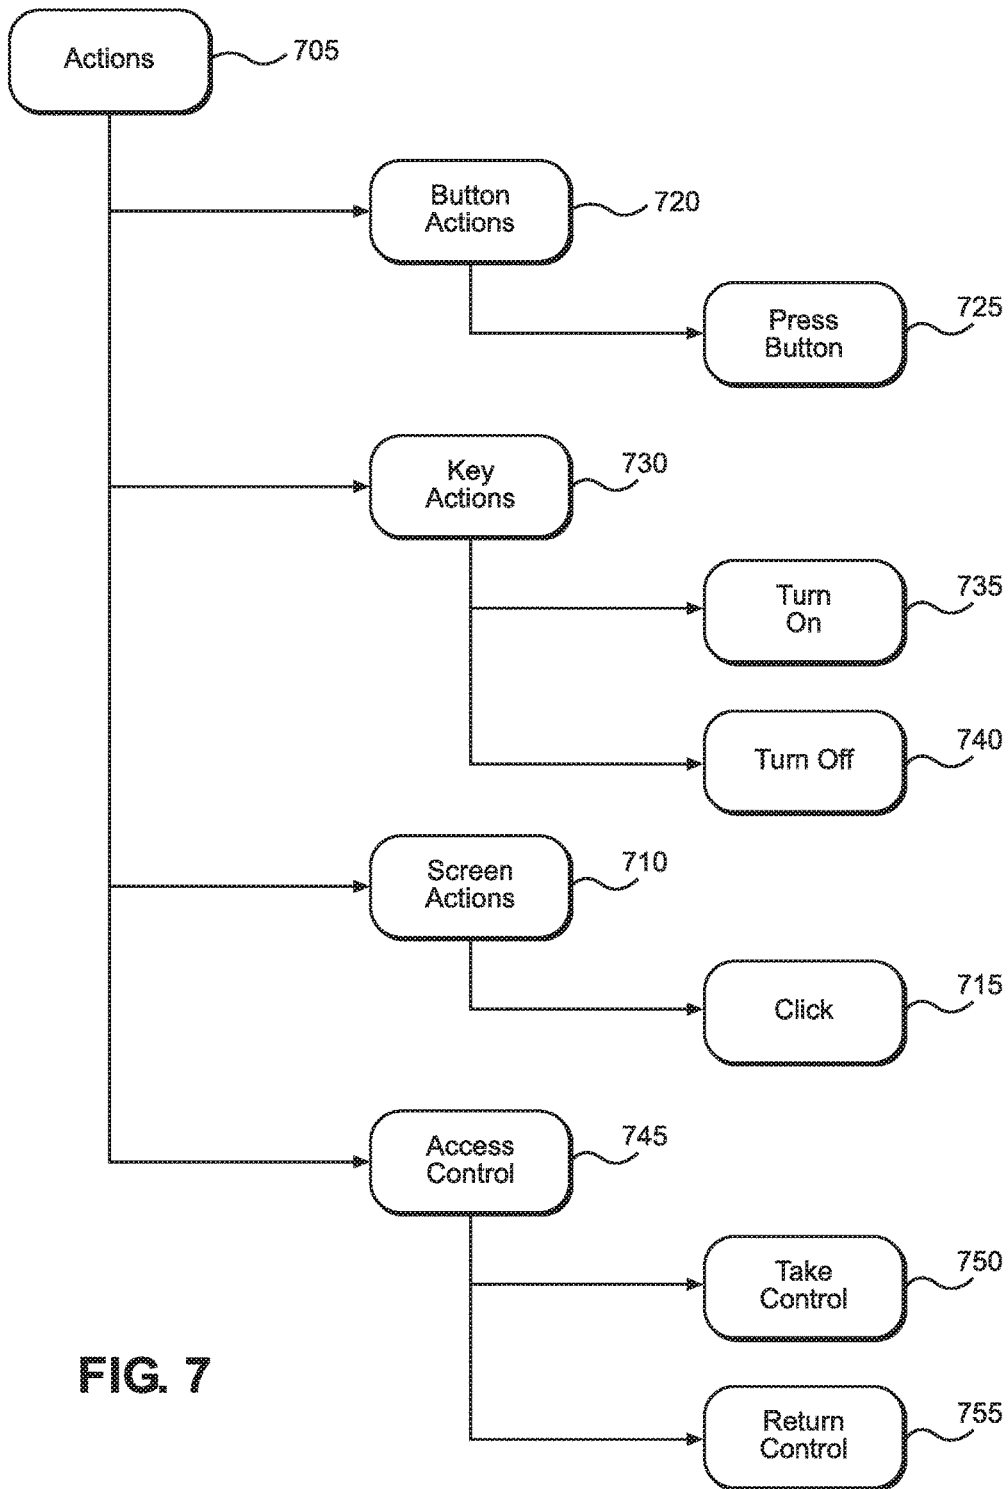 Actions
705
Button
Actions
720
Press
Button
725
Key
Actions
730
Turn
On
735
Turn Off
740
Screen
Actions
710
Click
715
Access
Control
745
Take
Control
750
Return
Control
755
FIG. 7